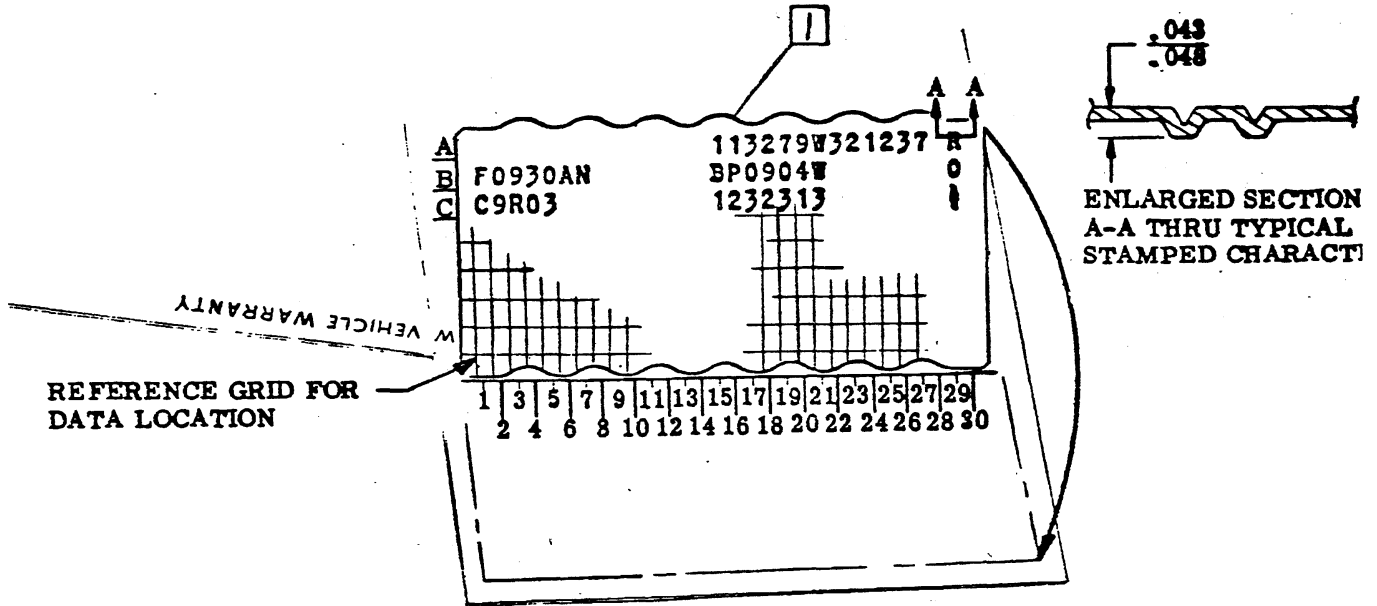 1
.043
.048
A A
A 113279W321237 R
B F0930AN BP0904W 0
C C9R03 1232313
ENLARGED SECTION
A-A THRU TYPICAL
STAMPED CHARACT
W VEHICLE WARRANTY
REFERENCE GRID FOR
DATA LOCATION
1 3 5 7 9 11 13 15 17 19 21 23 25 27 29
2 4 6 8 10 12 14 16 18 20 22 24 26 28 30